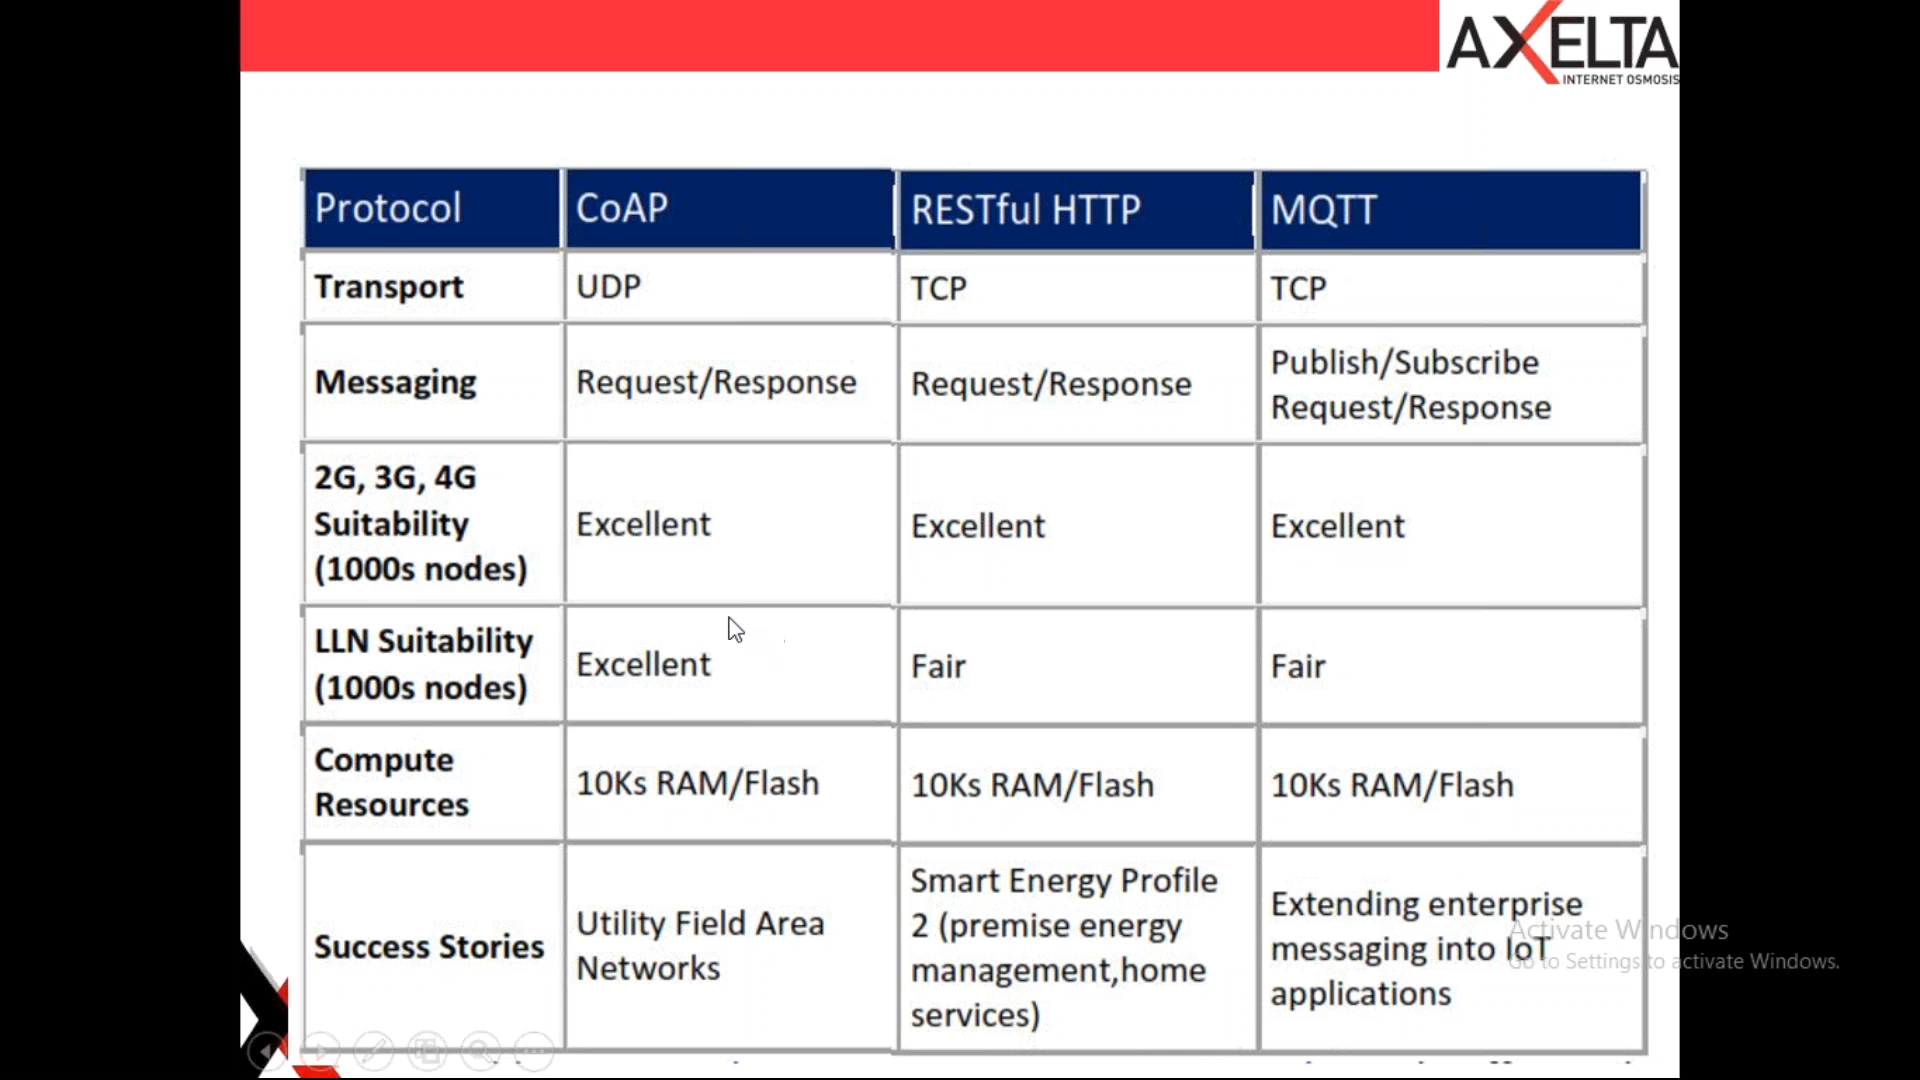 AXELTA
INTERNET OSMOSIS
Protocol
CoAP
RESTful HTTP
MQTT
Transport
UDP
TCP
TCP
Messaging
Request/Response
Request/Response
Publish/Subscribe
Request/Response
2G, 3G, 4G
Suitability
(1000s nodes)
Excellent
Excellent
Excellent
LLN Suitability
(1000s nodes)
Excellent
Fair
Fair
Compute
Resources
10Ks RAM/Flash
10Ks RAM/Flash
10Ks RAM/Flash
Success Stories
Utility Field Area
Networks
Smart Energy Profile
2 (premise energy
management,home
services)
Extending enterprise
messaging into IoT
applications
Activate Windows
Go to Settings to activate Windows.